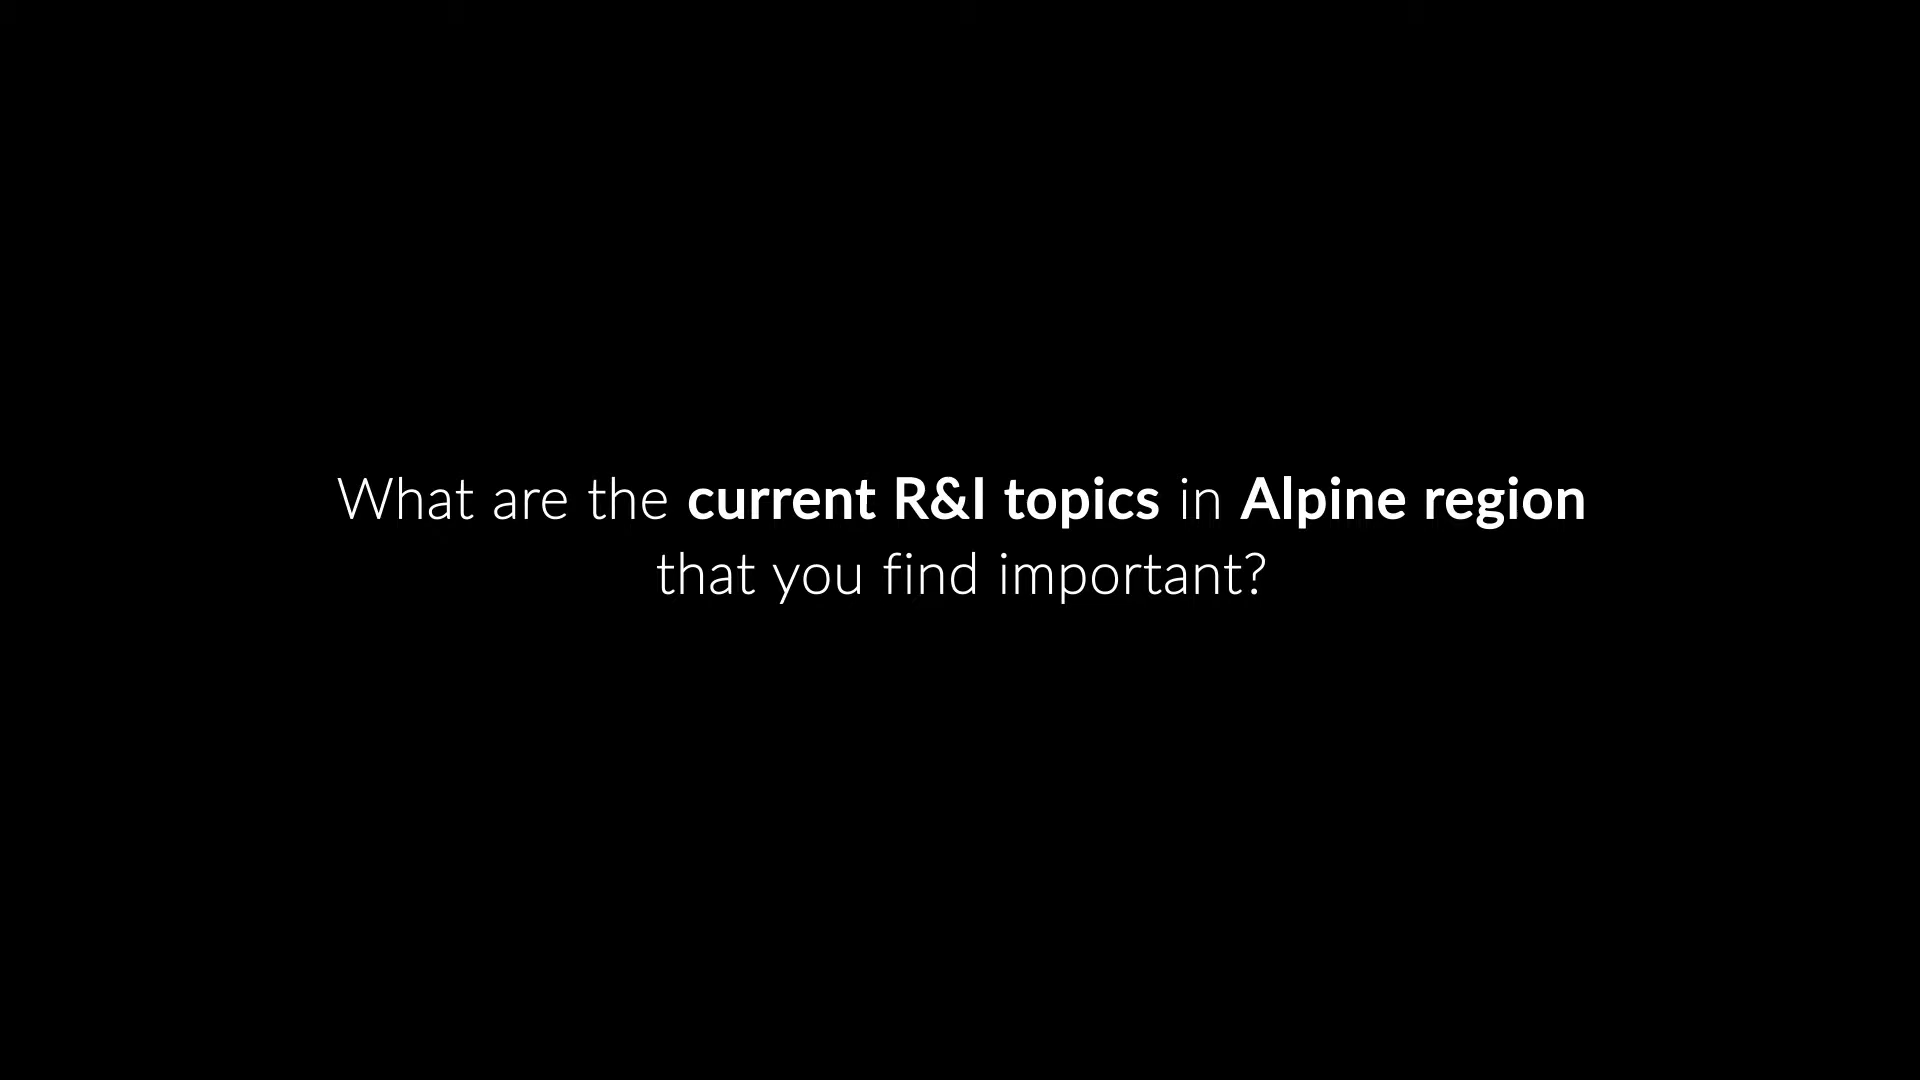 What are the current R&I topics in Alpine region
that you find important?